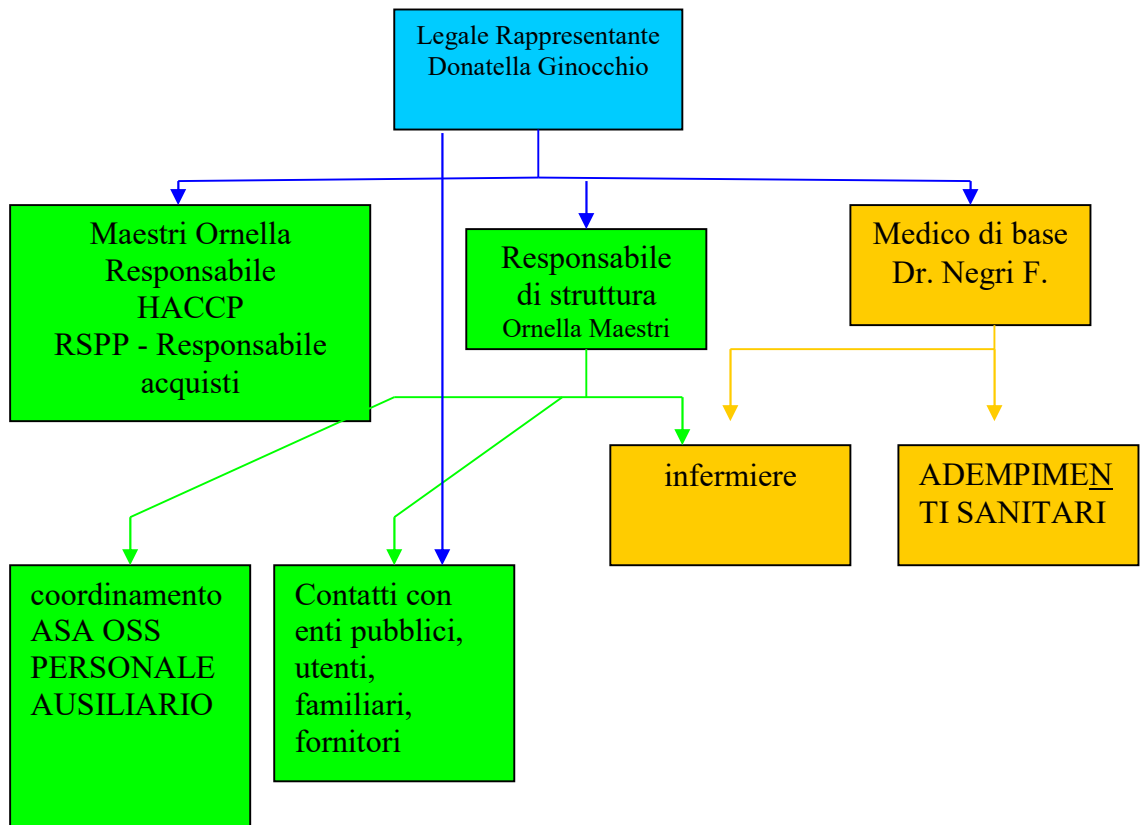 Legale Rappresentante
Donatella Ginocchio
Maestri Ornella
Responsabile
HACCP
RSPP - Responsabile
acquisti
Responsabile
di struttura
Ornella Maestri
Medico di base
Dr. Negri F.
infermiere
ADEMPIMEN
TI SANITARI
coordinamento
ASA OSS
PERSONALE
AUSILIARIO
Contatti con
enti pubblici,
utenti,
familiari,
fornitori